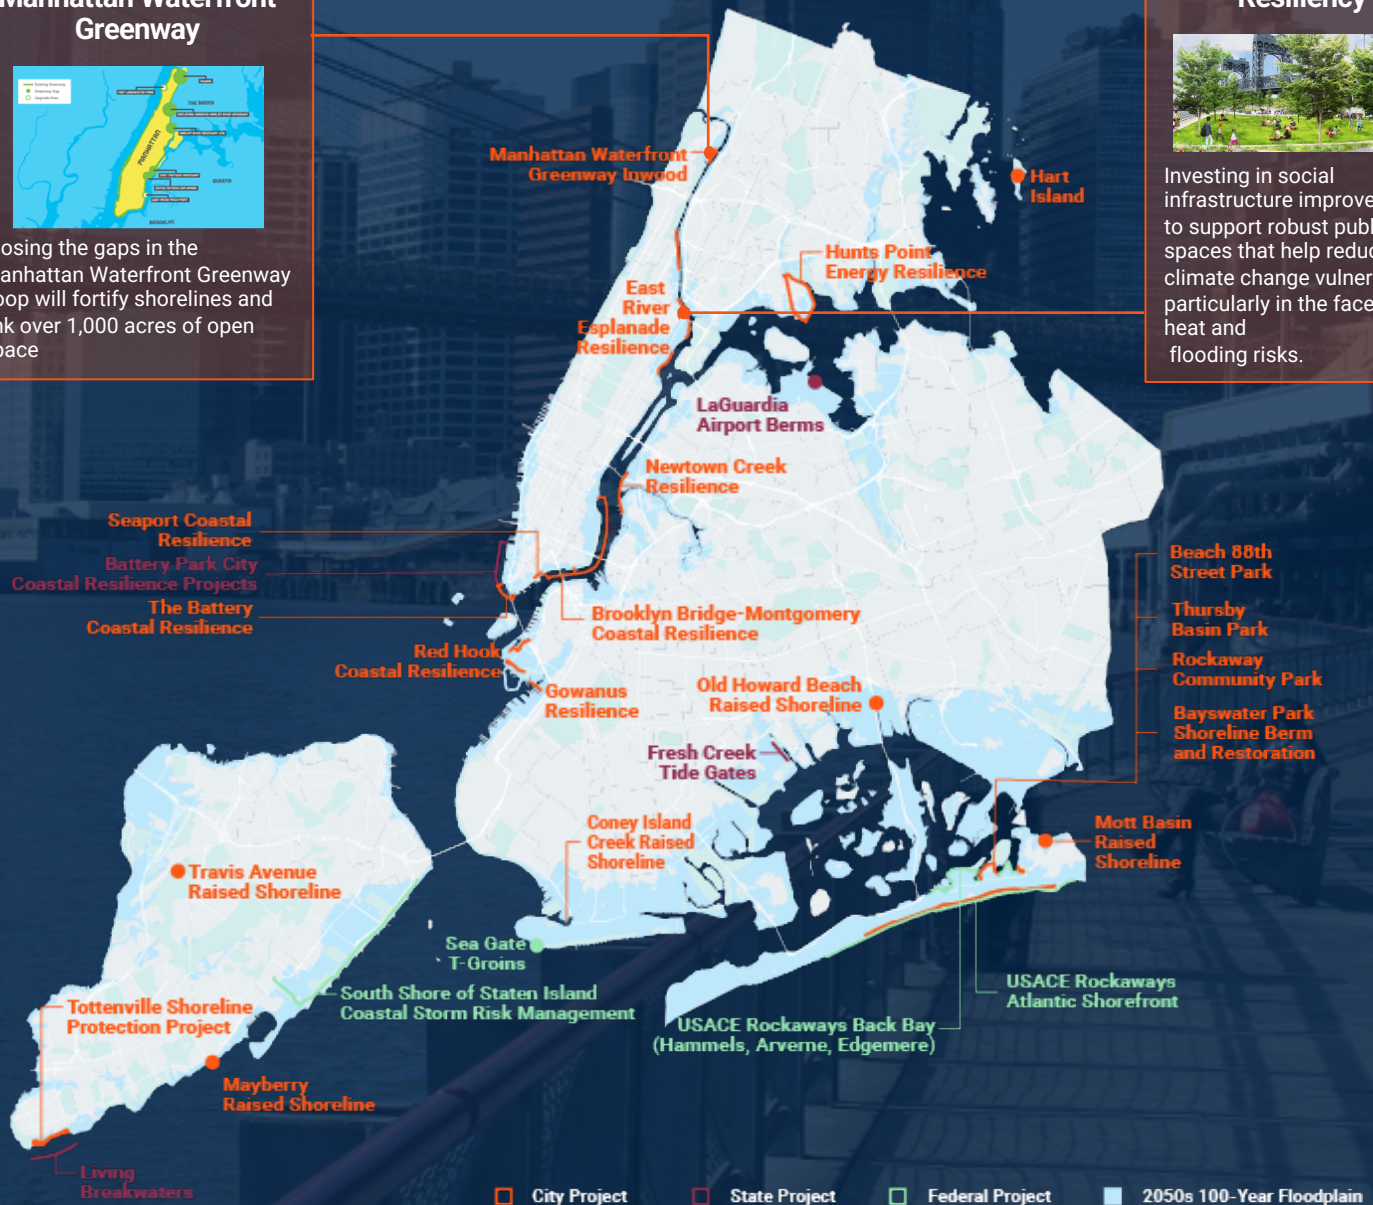 Manhattan Waterfront
Greenway
THE BRONX
MANHATTAN
QUEENS
BROOKLYN
osing the gaps in the
anhattan Waterfront Greenway
oop will fortify shorelines and
nk over 1,000 acres of open
pace
Resiliency
Investing in social
infrastructure improve
to support robust publ
spaces that help reduc
climate change vulner
particularly in the face
heat and
flooding risks.
Manhattan Waterfront
Greenway Inwood
Hart
Island
Hunts Point
Energy Resilience
East
River
Esplanade
Resilience
LaGuardia
Airport Berms
Newtown Creek
Resilience
Seaport Coastal
Resilience
Battery Park City
Coastal Resilience Projects
The Battery
Coastal Resilience
Brooklyn Bridge-Montgomery
Coastal Resilience
Red Hook
Coastal Resilience
Gowanus
Resilience
Old Howard Beach
Raised Shoreline
Fresh Creek
Tide Gates
Beach 88th
Street Park
Thursby
Basin Park
Rockaway
Community Park
Bayswater Park
Shoreline Berm
and Restoration
Coney Island
Creek Raised
Shoreline
Mott Basin
Raised
Shoreline
Travis Avenue
Raised Shoreline
Sea Gate
T-Groins
South Shore of Staten Island
Coastal Storm Risk Management
USACE Rockaways
Atlantic Shorefront
USACE Rockaways Back Bay
(Hammels, Arverne, Edgemere)
Tottenville Shoreline
Protection Project
Mayberry
Raised Shoreline
Living
Breakwaters
City Project
State Project
Federal Project
2050s 100-Year Floodplain